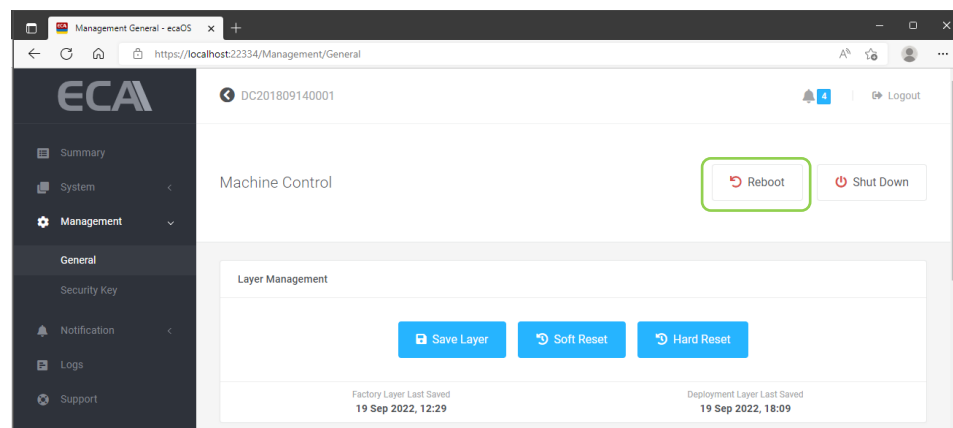 Management General - ecaOS
https://localhost:22334/Management/General
ECA
DC201809140001
4
Logout
Summary
System
Machine Control
Reboot
Shut Down
Management
General
Layer Management
Security Key
Notification
Save Layer
Soft Reset
Hard Reset
Logs
Support
Factory Layer Last Saved
19 Sep 2022, 12:29
Deployment Layer Last Saved
19 Sep 2022, 18:09